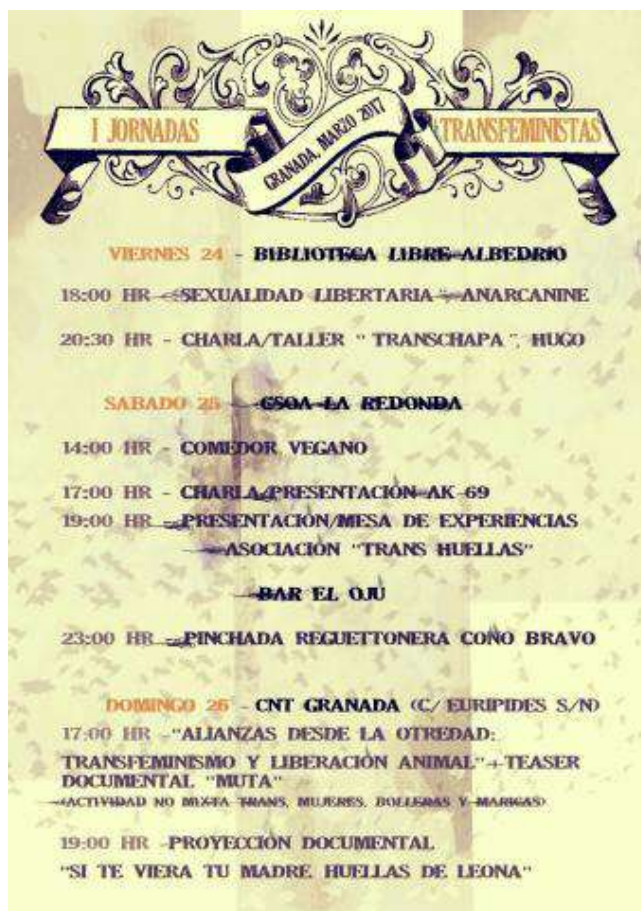 I JORNADAS
TRANSFEMINISTAS
GRANADA, MARZO 2017
VIERNES 24 - BIBLIOTECA LIBRE ALBEDRIO
18:00 HR - "SEXUALIDAD LIBERTARIA" - ANARCANINE
20:30 HR - CHARLA/TALLER " TRANSCHAPA ", HUGO
SABADO 25 - CSOA LA REDONDA
14:00 HR - COMEDOR VEGANO
17:00 HR - CHARLA/PRESENTACIÓN AK-69
19:00 HR - PRESENTACIÓN/MESA DE EXPERIENCIAS
ASOCIACIÓN "TRANS HUELLAS"
BAR EL OJU
23:00 HR - PINCHADA REGUETTONERA COÑO BRAVO
DOMINGO 26 - CNT GRANADA (C/ EURIPIDES S/N)
17:00 HR -"ALIANZAS DESDE LA OTREDAD:
TRANSFEMINISMO Y LIBERACIÓN ANIMAL"+TEASER
DOCUMENTAL "MUTA"
(ACTIVIDAD NO MIXTA TRANS, MUJERES, BOLLERAS Y MARICAS)
19:00 HR -PROYECCIÓN DOCUMENTAL
"SI TE VIERA TU MADRE HUELLAS DE LEONA"